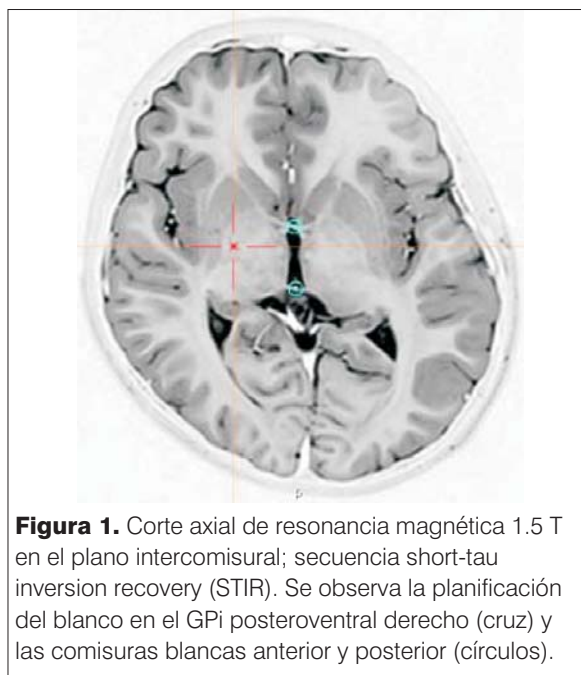 P
Figura 1. Corte axial de resonancia magnética 1.5 T
en el plano intercomisural; secuencia short-tau
inversion recovery (STIR). Se observa la planificación
del blanco en el GPi posteroventral derecho (cruz) y
las comisuras blancas anterior y posterior (círculos).